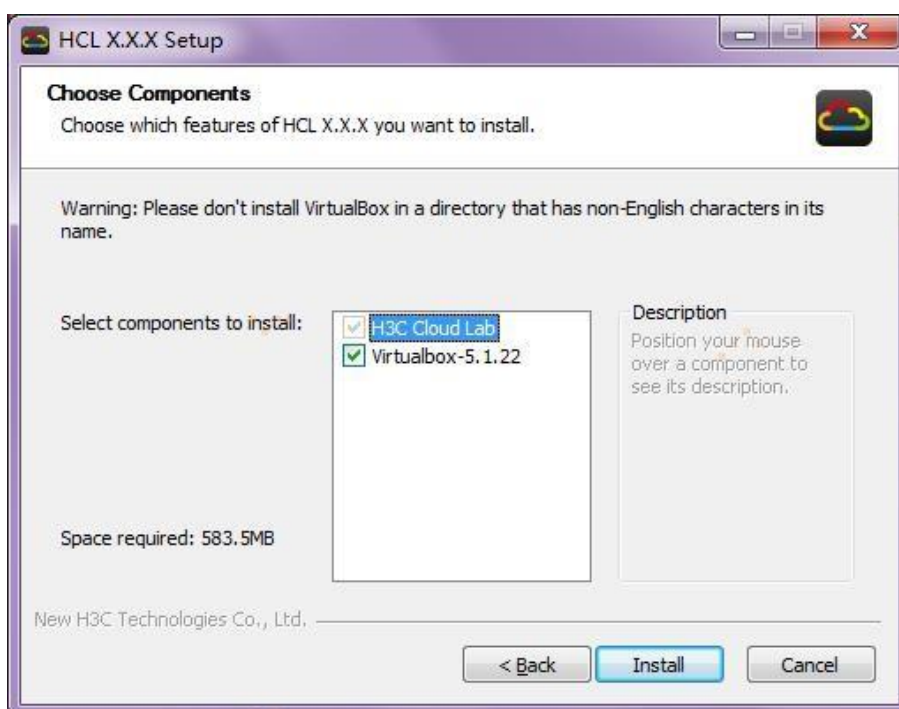 HCL X.X.X Setup
Choose Components
Choose which features of HCL X.X.X you want to install.
Warning: Please don't install VirtualBox in a directory that has non-English characters in its
name.
Select components to install:
H3C Cloud Lab
Virtualbox-5.1.22
Description
Position your mouse
over a component to
see its description.
Space required: 583.5MB
New H3C Technologies Co., Ltd.
< Back
Install
Cancel